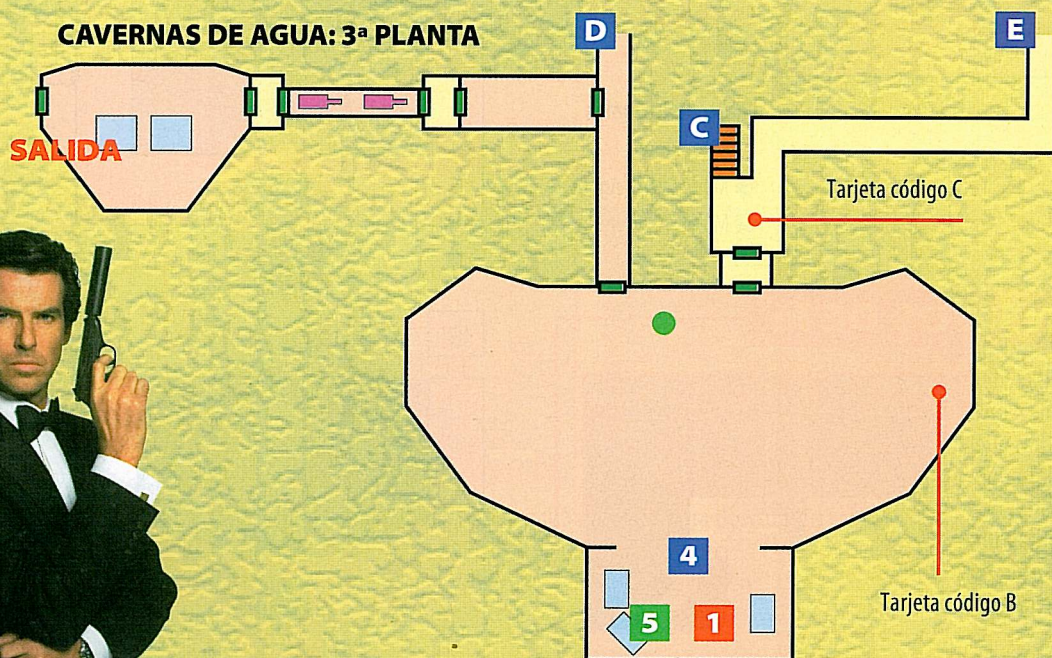 CAVERNAS DE AGUA: 3ª PLANTA
D
E
C
SALIDA
Tarjeta código C
4
5
1
Tarjeta código B